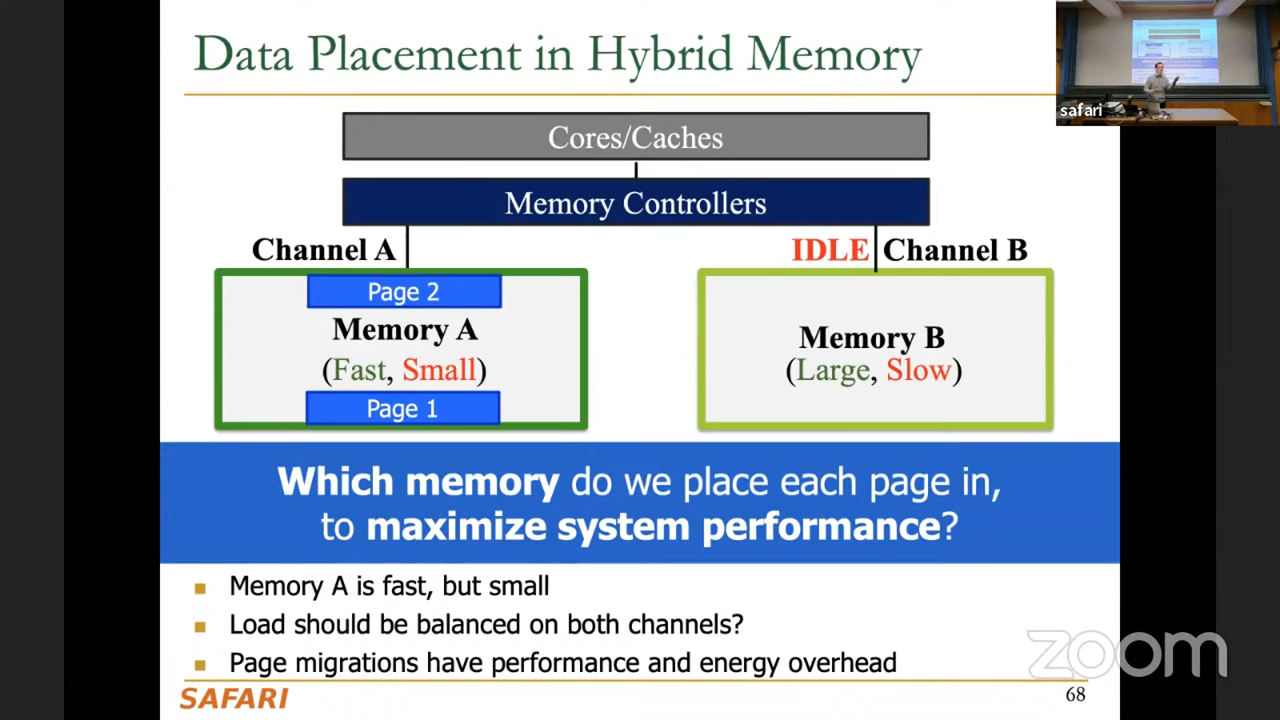 Data Placement in Hybrid Memory
safari
Cores/Caches
Memory Controllers
Channel A
IDLE Channel B
Page 2
Memory A
(Fast, Small)
Page 1
Memory B
(Large, Slow)
Which memory do we place each page in,
to maximize system performance?
Memory A is fast, but small
Load should be balanced on both channels?
Page migrations have performance and energy overhead
zoom
SAFARI
68